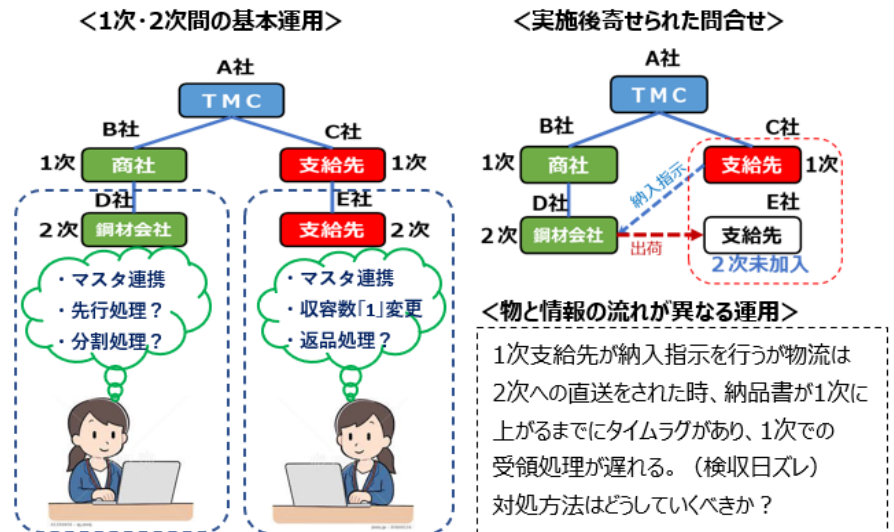 ＜1次・2次間の基本運用＞
A社
ＴＭＣ
B社
C社
1次
商社
支給先
1次
D社
E社
２次
鋼材会社
支給先
２次
・マスタ連携
・先行処理？
・分割処理？
・マスタ連携
・収容数「1」変更
・返品処理？
＜実施後寄せられた問合せ＞
A社
ＴＭＣ
B社
C社
1次
商社
支給先
1次
納入指示
D社
E社
２次
鋼材会社
出荷
支給先
２次未加入
＜物と情報の流れが異なる運用＞
1次支給先が納入指示を行うが物流は
2次への直送をされた時、納品書が1次に
上がるまでにタイムラグがあり、1次での
受領処理が遅れる。（検収日ズレ）
対処方法はどうしていくべきか？